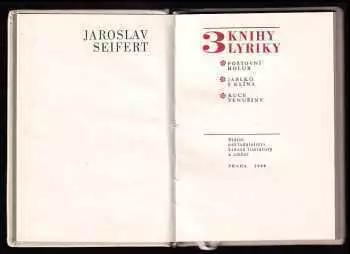 JAROSLAV
SEIFERT
3 KNIHY
LYRIKY
POŠTOVNÍ
HOLUB
JABLKO
Z KLÍNA
RUCE
VENUŠINY
Státní
nakladatelství
krásné literatury
a umění
PRAHA